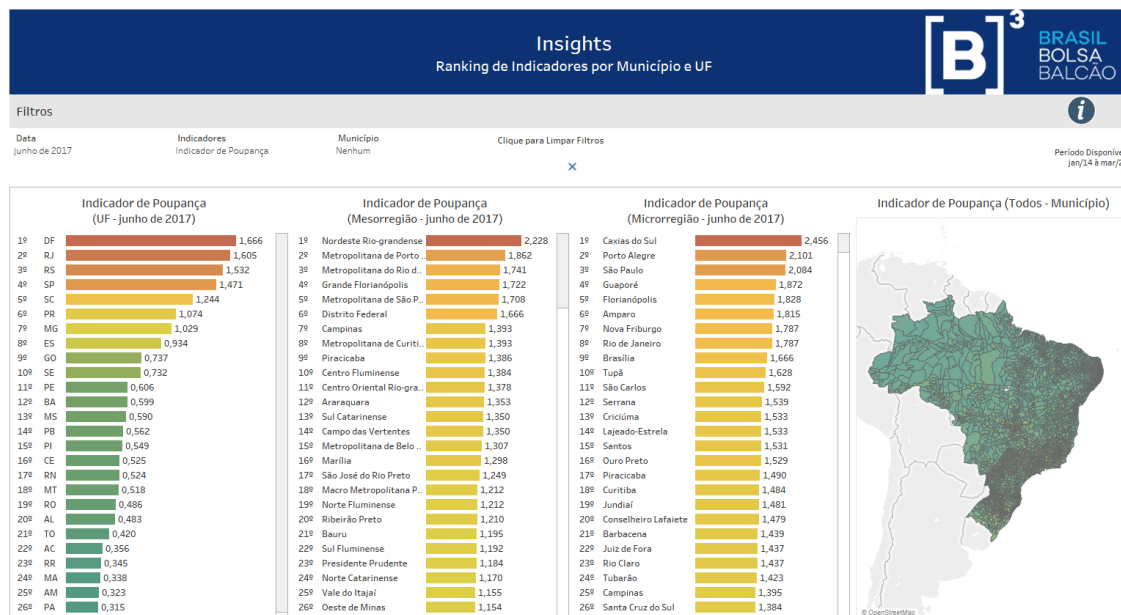 Insights
Ranking de Indicadores por Município e UF
[B]³ BRASIL
BOLSA
BALCÃO
Filtros
i
Data
junho de 2017
Indicadores
Indicador de Poupança
Município
Nenhum
Clique para Limpar Filtros
×
Período Disponíve
jan/14 à mar/2
Indicador de Poupança
(UF - junho de 2017)
1º DF 1,666
2º RJ 1,605
3º RS 1,532
4º SP 1,471
5º SC 1,244
6º PR 1,074
7º MG 1,029
8º ES 0,934
9º GO 0,737
10º SE 0,732
11º PE 0,606
12º BA 0,599
13º MS 0,590
14º PB 0,562
15º PI 0,549
16º CE 0,525
17º RN 0,524
18º MT 0,518
19º RO 0,486
20º AL 0,483
21º TO 0,420
22º AC 0,356
23º RR 0,345
24º MA 0,338
25º AM 0,323
26º PA 0,315
Indicador de Poupança
(Mesorregião - junho de 2017)
1º Nordeste Rio-grandense 2,228
2º Metropolitana de Porto .. 1,862
3º Metropolitana do Rio d.. 1,741
4º Grande Florianópolis 1,722
5º Metropolitana de São P.. 1,708
6º Distrito Federal 1,666
7º Campinas 1,393
8º Metropolitana de Curiti.. 1,393
9º Piracicaba 1,386
10º Centro Fluminense 1,384
11º Centro Oriental Rio-gra.. 1,378
12º Araraquara 1,353
13º Sul Catarinense 1,350
14º Campo das Vertentes 1,350
15º Metropolitana de Belo .. 1,307
16º Marília 1,298
17º São José do Rio Preto 1,249
18º Macro Metropolitana P.. 1,212
19º Norte Fluminense 1,212
20º Ribeirão Preto 1,210
21º Bauru 1,195
22º Sul Fluminense 1,192
23º Presidente Prudente 1,184
24º Norte Catarinense 1,170
25º Vale do Itajaí 1,155
26º Oeste de Minas 1,154
Indicador de Poupança
(Microrregião - junho de 2017)
1º Caxias do Sul 2,456
2º Porto Alegre 2,101
3º São Paulo 2,084
4º Guaporé 1,872
5º Florianópolis 1,828
6º Amparo 1,815
7º Nova Friburgo 1,787
8º Rio de Janeiro 1,787
9º Brasília 1,666
10º Tupã 1,628
11º São Carlos 1,592
12º Serrana 1,539
13º Criciúma 1,533
14º Lajeado-Estrela 1,533
15º Santos 1,531
16º Ouro Preto 1,529
17º Piracicaba 1,490
18º Curitiba 1,484
19º Jundiaí 1,481
20º Conselheiro Lafaiete 1,479
21º Barbacena 1,439
22º Juiz de Fora 1,437
23º Rio Claro 1,437
24º Tubarão 1,423
25º Campinas 1,395
26º Santa Cruz do Sul 1,384
Indicador de Poupança (Todos - Município)
© OpenStreetMap